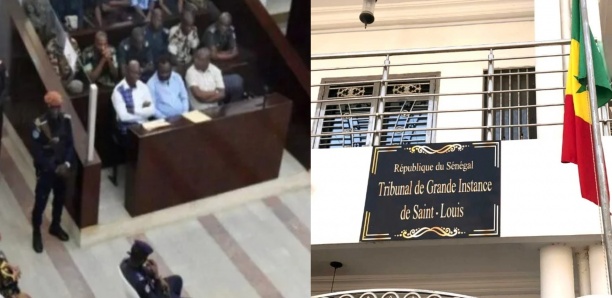 République du Sénégal
Tribunal de Grande Instance
de Saint - Louis